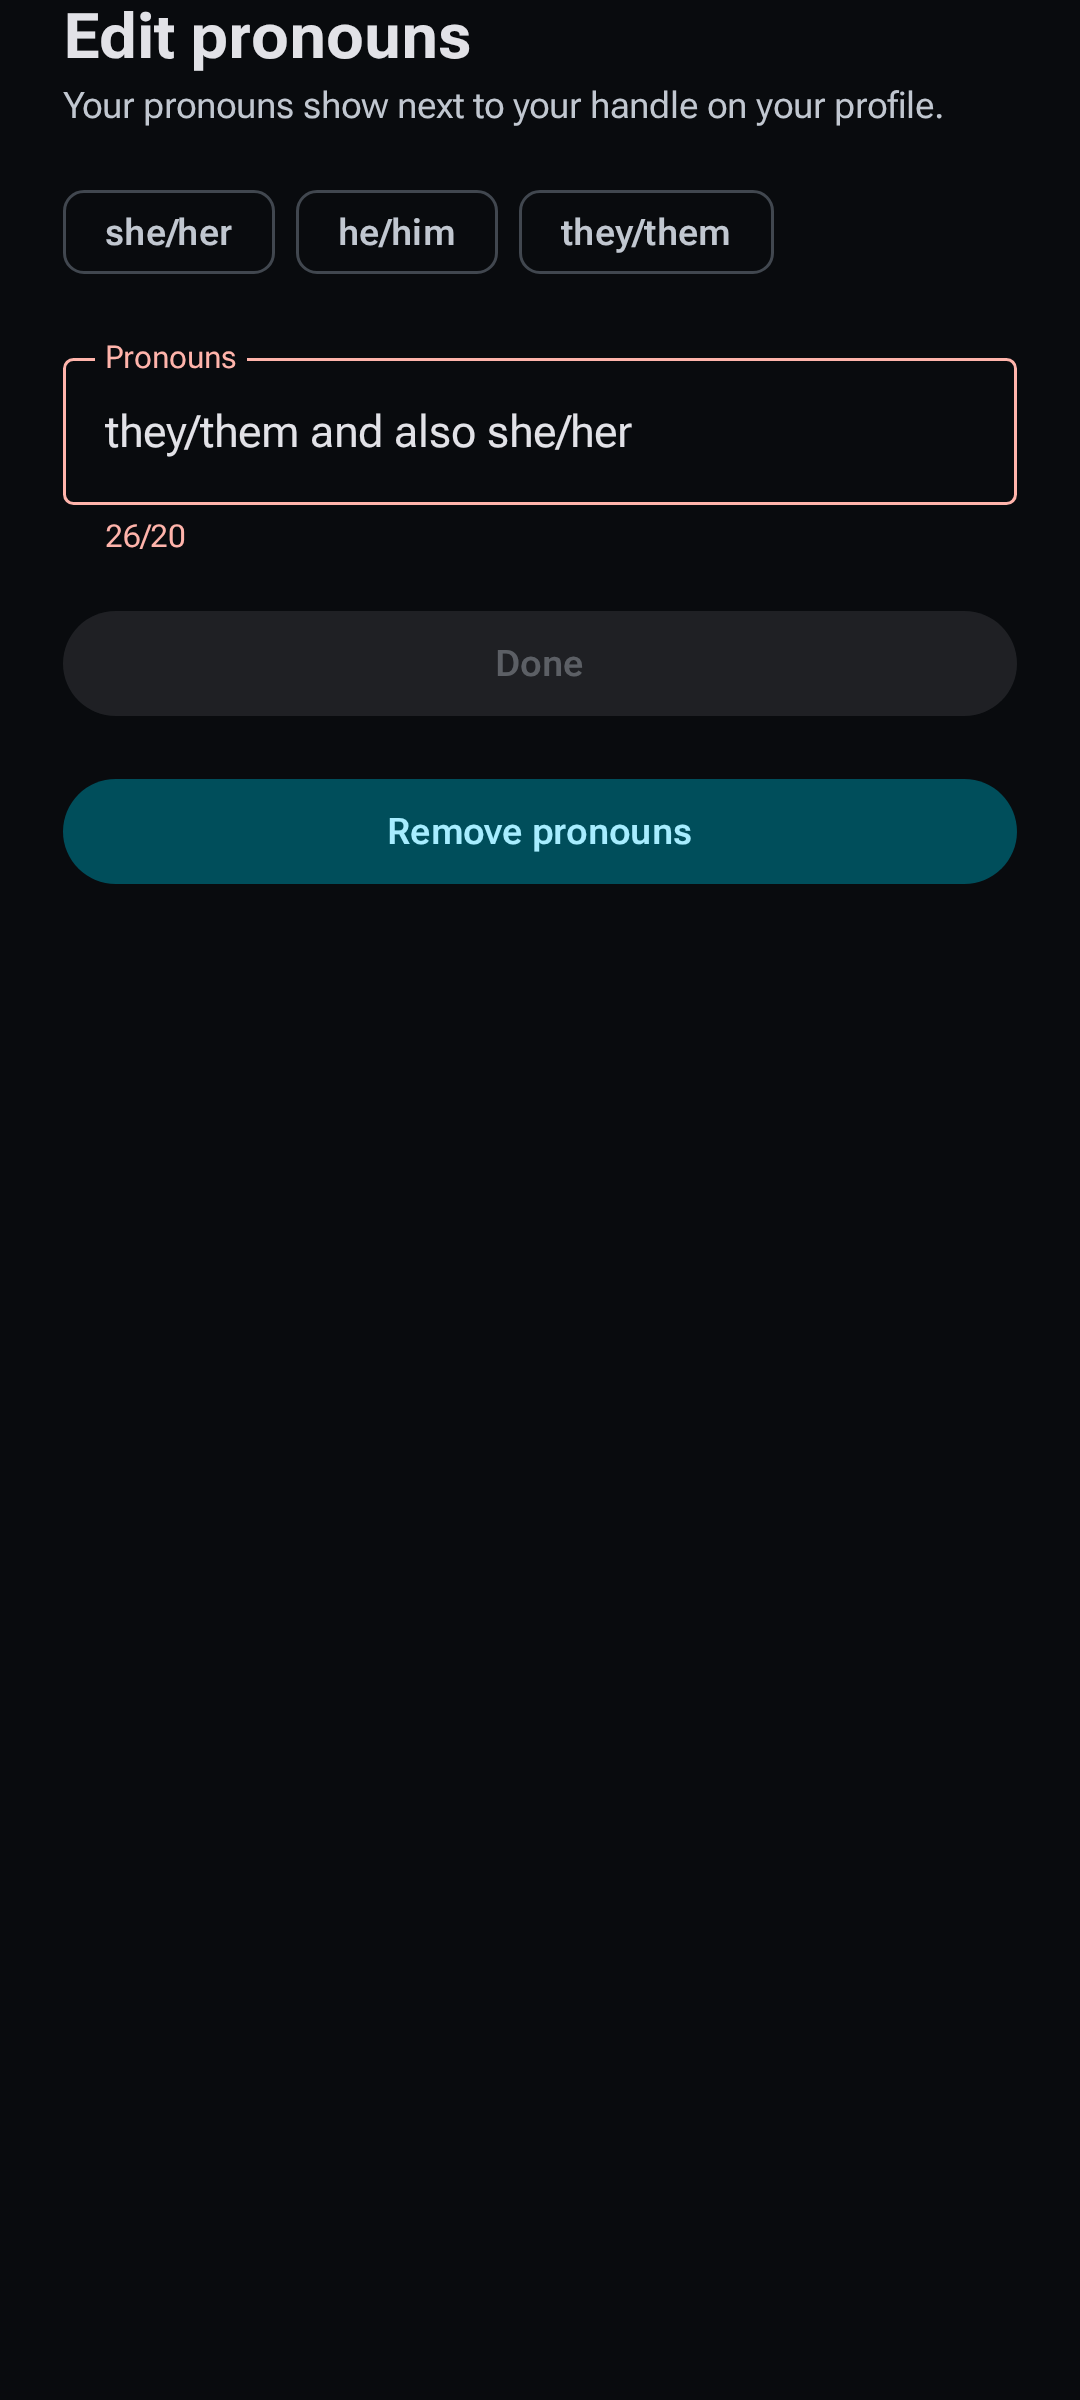 Edit pronouns
Your pronouns show next to your handle on your profile.
she/her he/him they/them
Pronouns
they/them and also she/her
26/20
Done
Remove pronouns